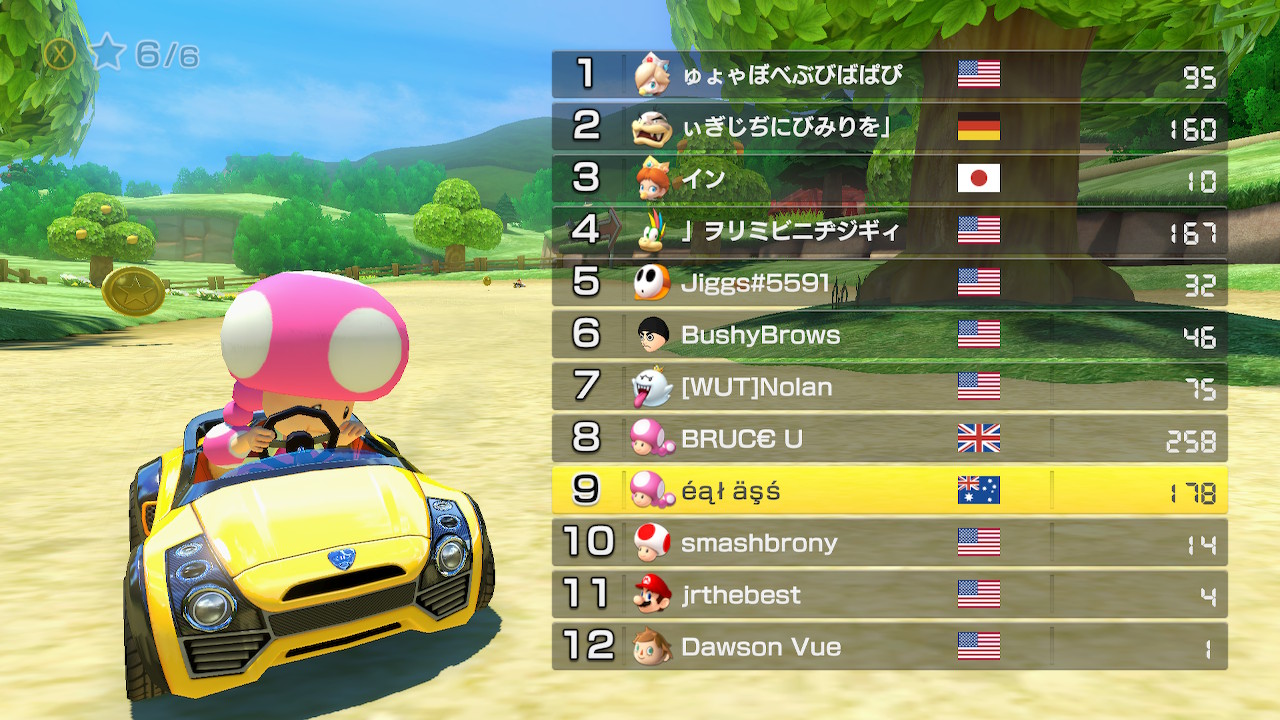 X ☆ 6/6
1 ゅょゃぽべぶびばぱぴ 95
2 ぃぎじぢにびみりを」 160
3 イン 10
4 」ヲリミビニヂジギィ 167
5 Jiggs#5591 32
6 BushyBrows 46
7 [WUT]Nolan 75
8 BRUC€ U 258
9 éął äşś 178
10 smashbrony 14
11 jrthebest 4
12 Dawson Vue 1